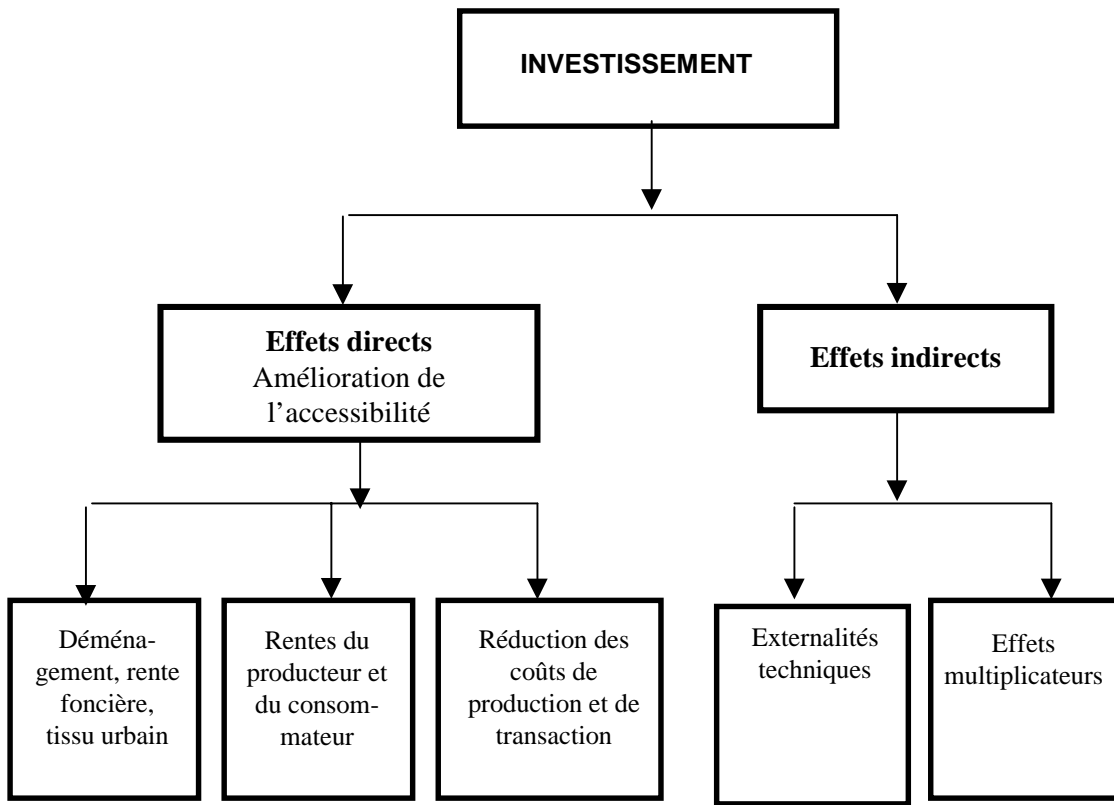 INVESTISSEMENT
Effets directs
Amélioration de
l’accessibilité
Effets indirects
Déména-
gement, rente
foncière,
tissu urbain
Rentes du
producteur et
du consom-
mateur
Réduction des
coûts de
production et de
transaction
Externalités
techniques
Effets
multiplicateurs